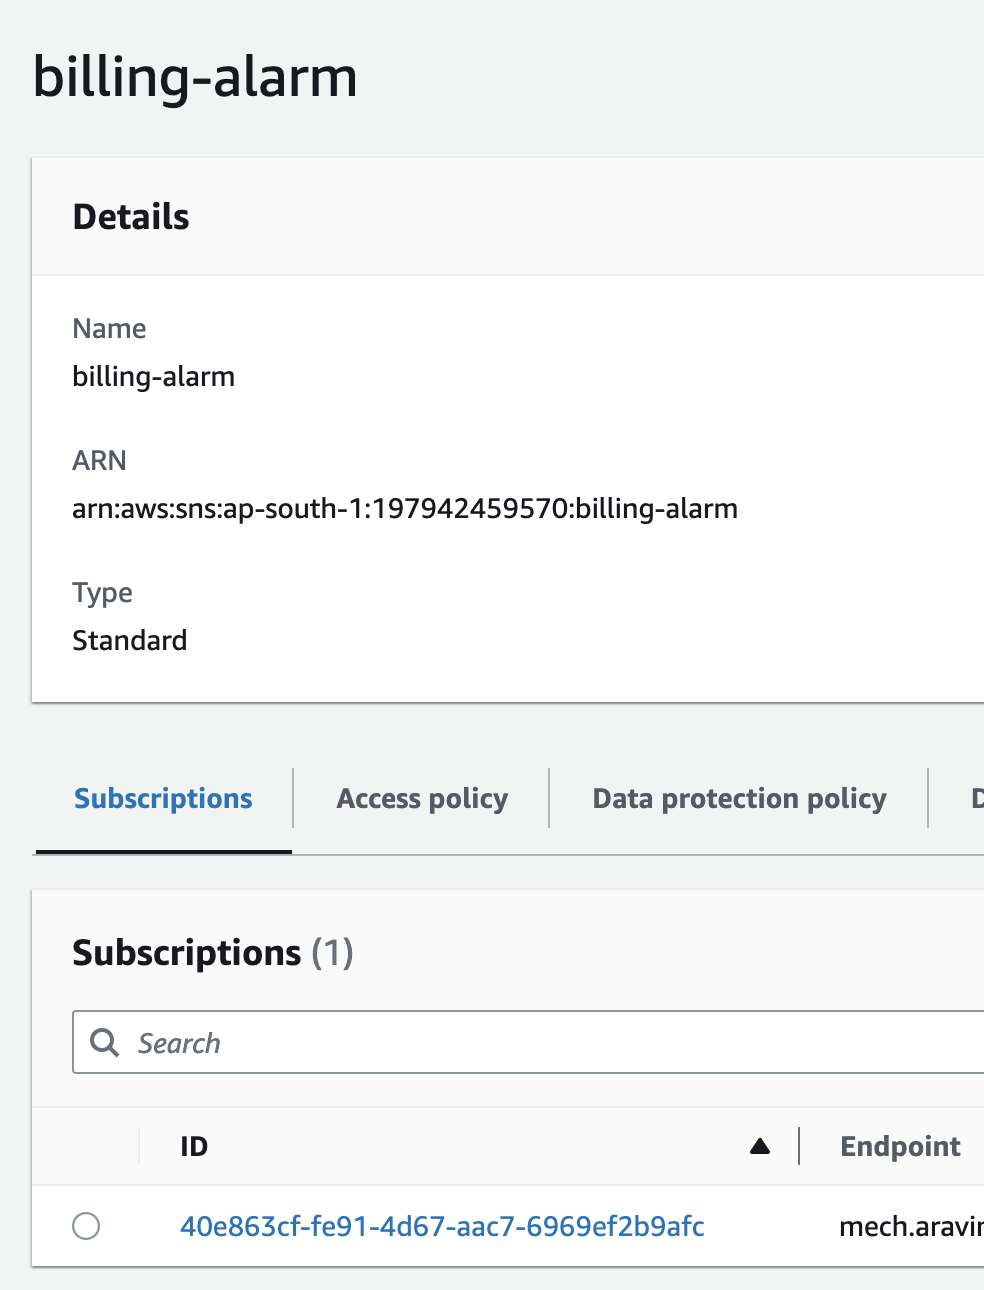 billing-alarm
Details
Name
billing-alarm
ARN
arn:aws:sns:ap-south-1:197942459570:billing-alarm
Type
Standard
Subscriptions Access policy Data protection policy D
Subscriptions (1)
Search
ID Endpoint
40e863cf-fe91-4d67-aac7-6969ef2b9afc mech.aravin